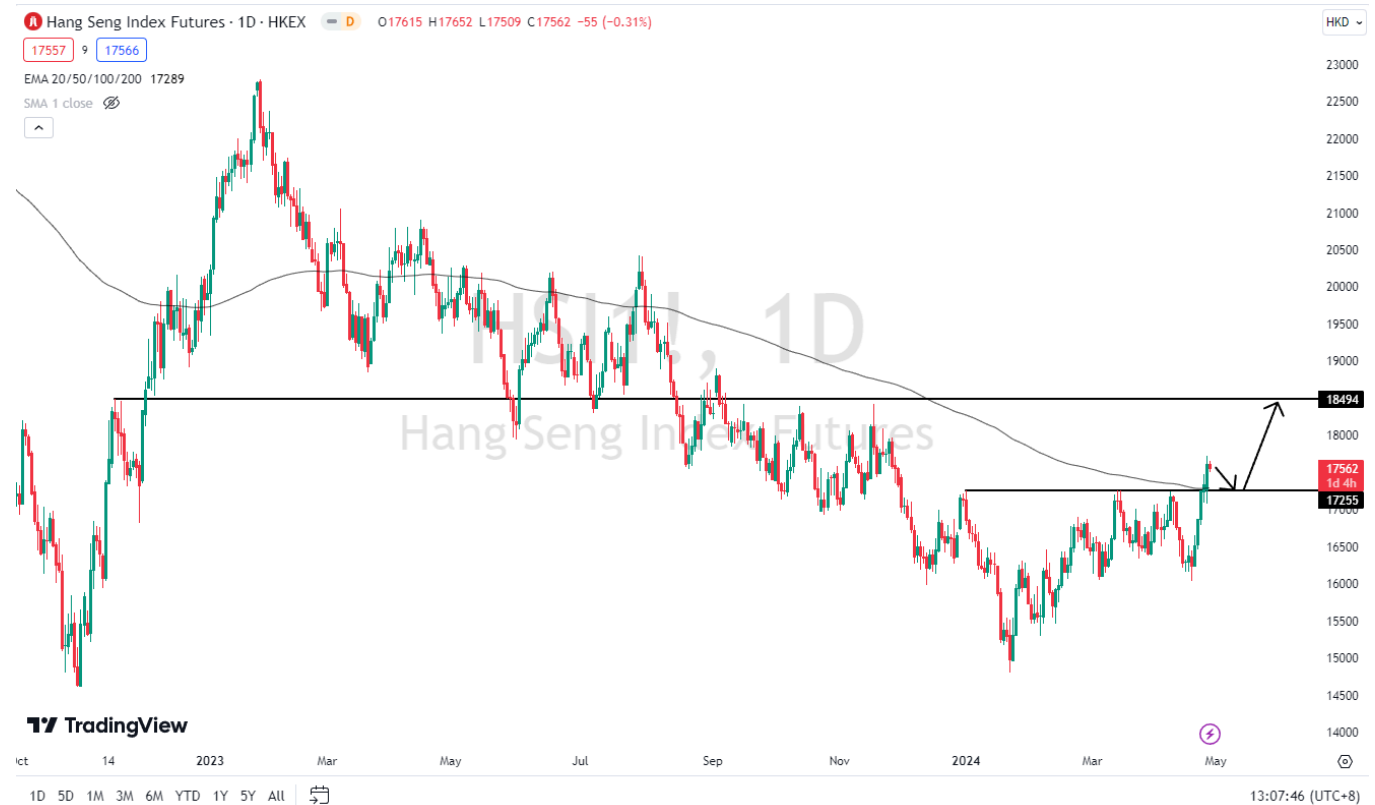 Hang Seng Index Futures · 1D · HKEX D O17615 H17652 L17509 C17562 −55 (−0.31%)
HKD
17557 9 17566
EMA 20/50/100/200 17289
SMA 1 close
23000
22500
22000
21500
21000
20500
20000
19500
19000
18494
18000
17562
1d 4h
17255
17000
16500
16000
15500
15000
14500
14000
HSI1!, 1D
Hang Seng Index Futures
TradingView
Oct 14 2023 Mar May Jul Sep Nov 2024 Mar May
1D 5D 1M 3M 6M YTD 1Y 5Y All 13:07:46 (UTC+8)